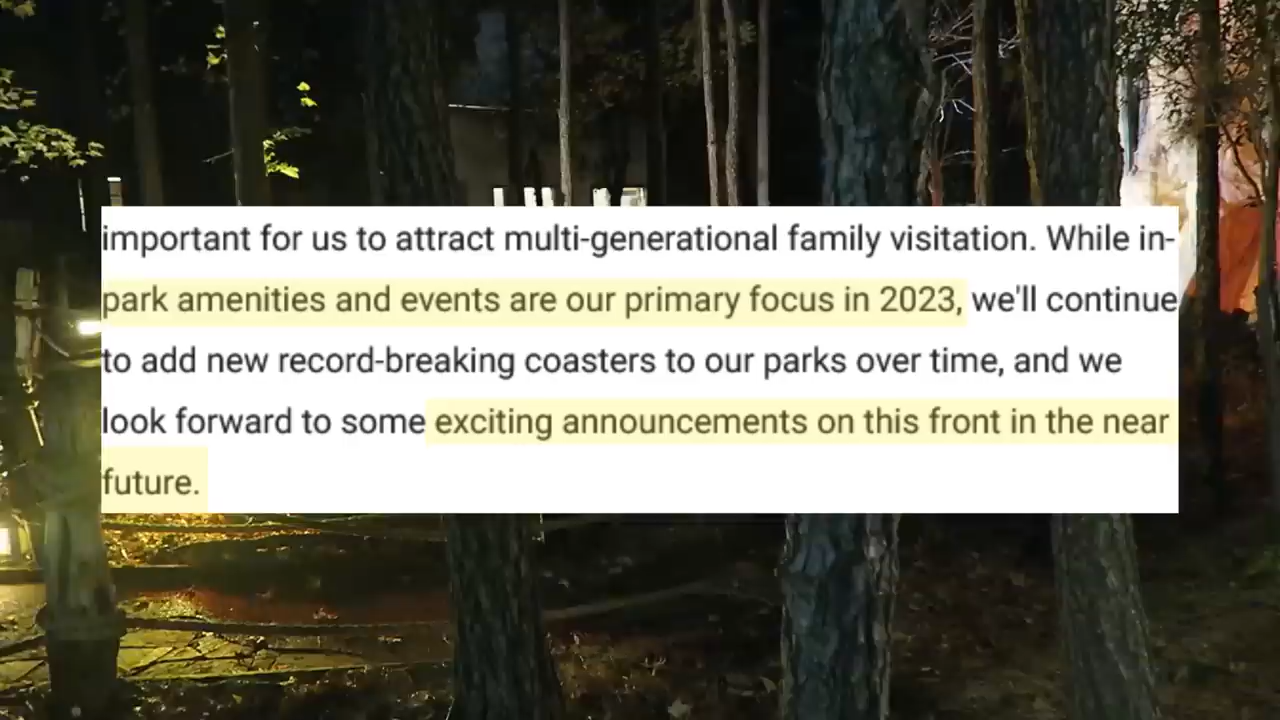 important for us to attract multi-generational family visitation. While in-
park amenities and events are our primary focus in 2023, we'll continue
to add new record-breaking coasters to our parks over time, and we
look forward to some exciting announcements on this front in the near
future.